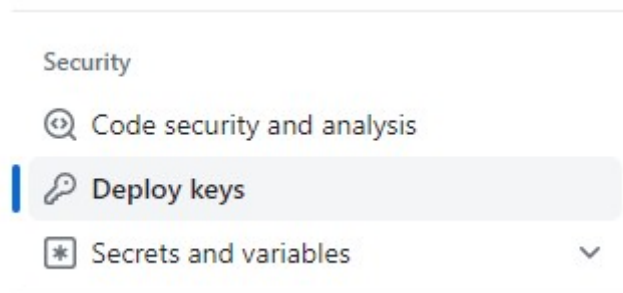 Security
Code security and analysis
Deploy keys
Secrets and variables